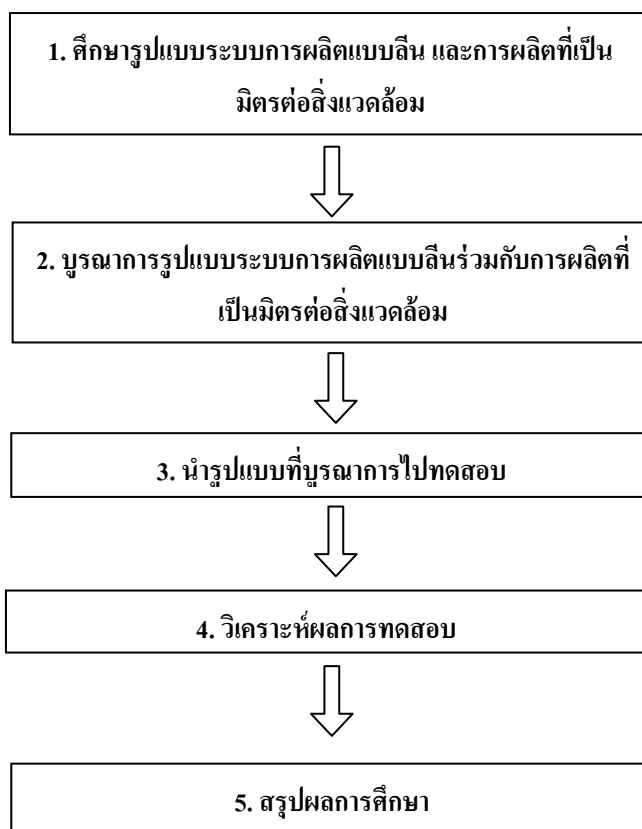 1. ศึกษารูปแบบระบบการผลิตแบบลีน และการผลิตที่เป็น
มิตรต่อสิ่งแวดล้อม
2. บูรณาการรูปแบบระบบการผลิตแบบลีนร่วมกับการผลิตที่
เป็นมิตรต่อสิ่งแวดล้อม
3. นำรูปแบบที่บูรณาการไปทดสอบ
4. วิเคราะห์ผลการทดสอบ
5. สรุปผลการศึกษา